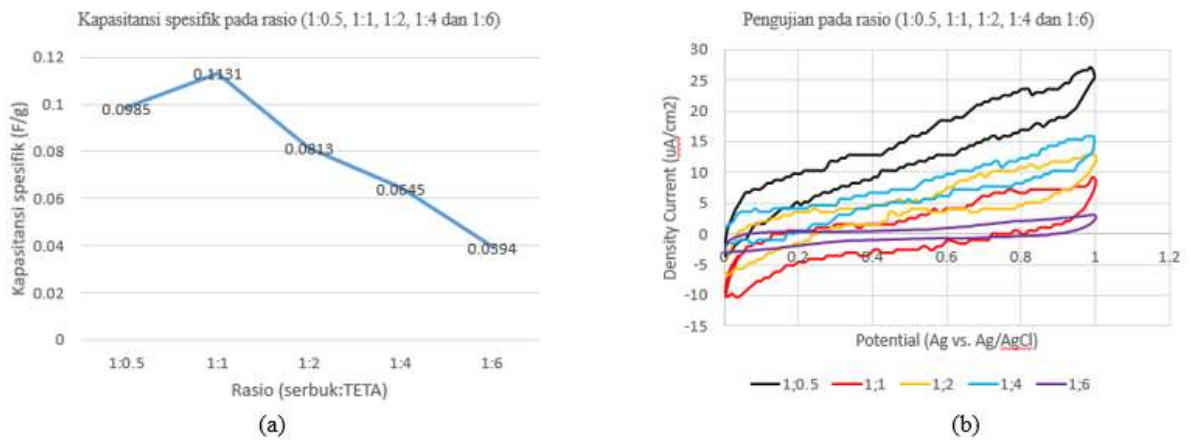 Kapasitansi spesifik pada rasio (1:0.5, 1:1, 1:2, 1:4 dan 1:6)
0.12
0.1
0.08
0.06
0.04
0.02
0
0.0985
0.1131
0.0813
0.0645
0.0394
1:0.5 1:1 1:2 1:4 1:6
Kapasitansi spesifik (F/g)
Rasio (serbuk:TETA)
(a)
Pengujian pada rasio (1:0.5, 1:1, 1:2, 1:4 dan 1:6)
30
25
20
15
10
5
0
-5
-10
-15
0 0.2 0.4 0.6 0.8 1 1.2
Density Current (uA/cm2)
Potential (Ag vs. Ag/AgCl)
1;0.5 1;1 1;2 1;4 1;6
(b)